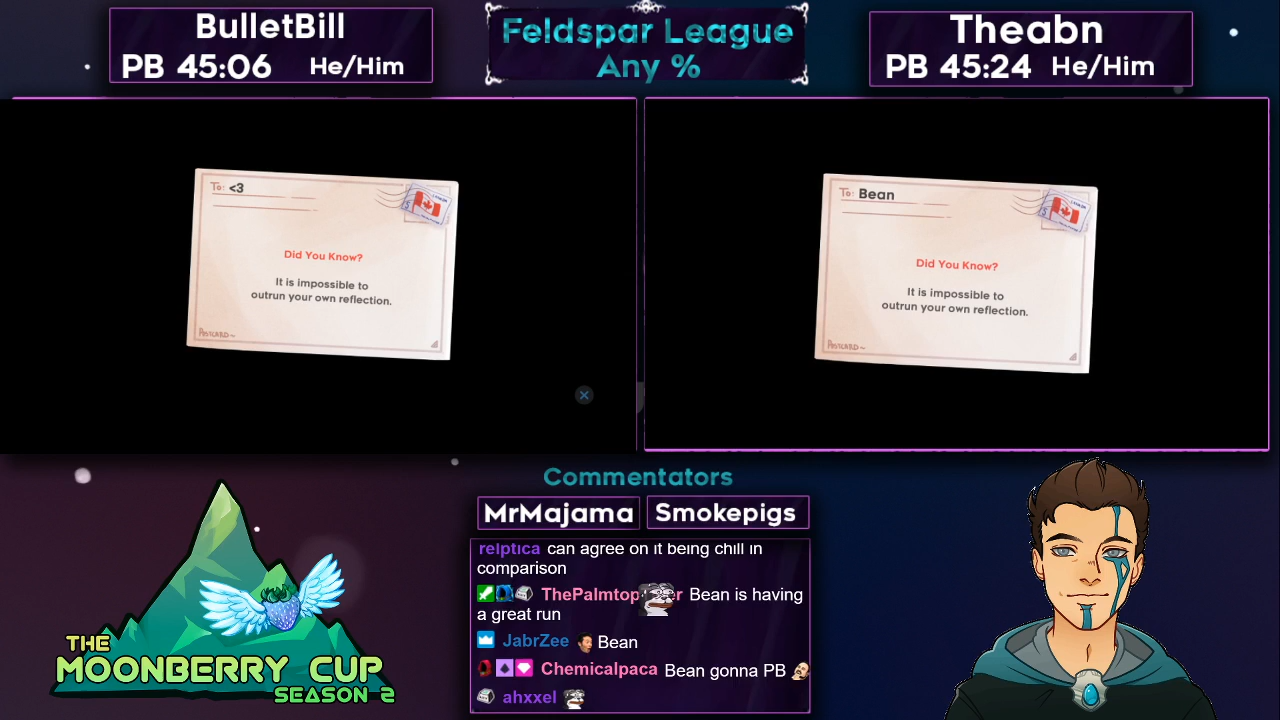 BulletBill
PB 45:06 He/Him
Feldspar League
Any %
Theabn
PB 45:24 He/Him
To: <3
Did You Know?
It is impossible to
outrun your own reflection.
Postcard~
To: Bean
Did You Know?
It is impossible to
outrun your own reflection.
Postcard~
Commentators
MrMajama
Smokepigs
relptica can agree on it being chill in
comparison
Bean is having
a great run
JabrZee Bean
Chemicalpaca Bean gonna PB
ahxxel
THE
MOONBERRY CUP
SEASON 2